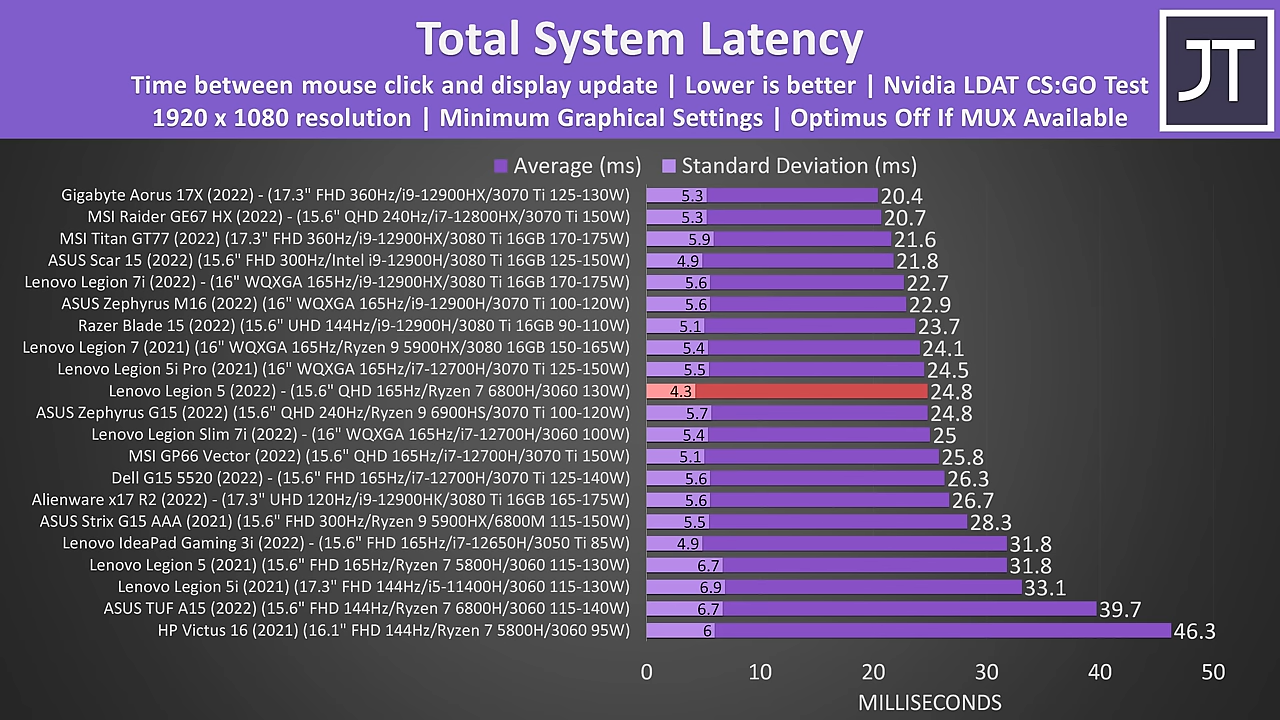 Total System Latency
JT
Time between mouse click and display update | Lower is better | Nvidia LDAT CS:GO Test
1920 x 1080 resolution | Minimum Graphical Settings | Optimus Off If MUX Available
Average (ms) Standard Deviation (ms)
Gigabyte Aorus 17X (2022) - (17.3" FHD 360Hz/i9-12900HX/3070 Ti 125-130W) 5.3 20.4
MSI Raider GE67 HX (2022) - (15.6" QHD 240Hz/i7-12800HX/3070 Ti 150W) 5.3 20.7
MSI Titan GT77 (2022) (17.3" FHD 360Hz/i9-12900HX/3080 Ti 16GB 170-175W) 5.9 21.6
ASUS Scar 15 (2022) (15.6" FHD 300Hz/Intel i9-12900H/3080 Ti 16GB 125-150W) 4.9 21.8
Lenovo Legion 7i (2022) - (16" WQXGA 165Hz/i9-12900HX/3080 Ti 16GB 170-175W) 5.6 22.7
ASUS Zephyrus M16 (2022) (16" WQXGA 165Hz/i9-12900H/3070 Ti 100-120W) 5.6 22.9
Razer Blade 15 (2022) (15.6" UHD 144Hz/i9-12900H/3080 Ti 16GB 90-110W) 5.1 23.7
Lenovo Legion 7 (2021) (16" WQXGA 165Hz/Ryzen 9 5900HX/3080 16GB 150-165W) 5.4 24.1
Lenovo Legion 5i Pro (2021) (16" WQXGA 165Hz/i7-12700H/3070 Ti 125-150W) 5.5 24.5
Lenovo Legion 5 (2022) - (15.6" QHD 165Hz/Ryzen 7 6800H/3060 130W) 4.3 24.8
ASUS Zephyrus G15 (2022) (15.6" QHD 240Hz/Ryzen 9 6900HS/3070 Ti 100-120W) 5.7 24.8
Lenovo Legion Slim 7i (2022) - (16" WQXGA 165Hz/i7-12700H/3060 100W) 5.4 25
MSI GP66 Vector (2022) (15.6" QHD 165Hz/i7-12700H/3070 Ti 150W) 5.1 25.8
Dell G15 5520 (2022) - (15.6" FHD 165Hz/i7-12700H/3070 Ti 125-140W) 5.6 26.3
Alienware x17 R2 (2022) - (17.3" UHD 120Hz/i9-12900HK/3080 Ti 16GB 165-175W) 5.6 26.7
ASUS Strix G15 AAA (2021) (15.6" FHD 300Hz/Ryzen 9 5900HX/6800M 115-150W) 5.5 28.3
Lenovo IdeaPad Gaming 3i (2022) - (15.6" FHD 165Hz/i7-12650H/3050 Ti 85W) 4.9 31.8
Lenovo Legion 5 (2021) (15.6" FHD 165Hz/Ryzen 7 5800H/3060 115-130W) 6.7 31.8
Lenovo Legion 5i (2021) (17.3" FHD 144Hz/i5-11400H/3060 115-130W) 6.9 33.1
ASUS TUF A15 (2022) (15.6" FHD 144Hz/Ryzen 7 6800H/3060 115-140W) 6.7 39.7
HP Victus 16 (2021) (16.1" FHD 144Hz/Ryzen 7 5800H/3060 95W) 6 46.3
0 10 20 30 40 50
MILLISECONDS